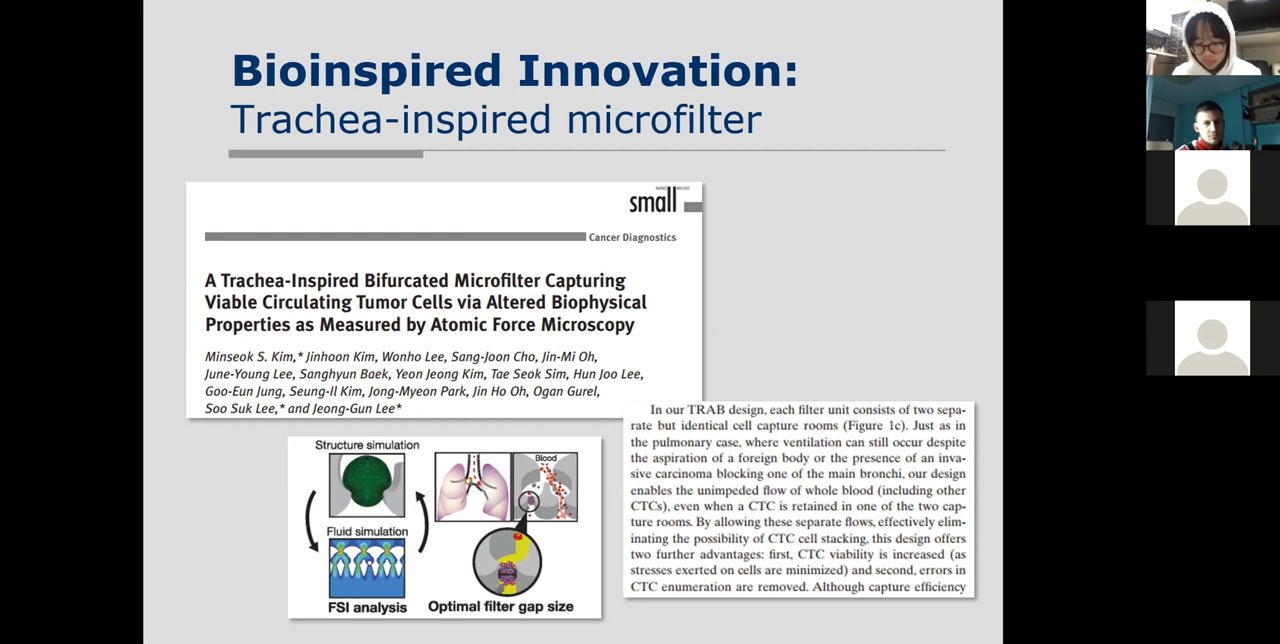 Bioinspired Innovation:
Trachea-inspired microfilter
NANO MICRO
small
Cancer Diagnostics
A Trachea-Inspired Bifurcated Microfilter Capturing
Viable Circulating Tumor Cells via Altered Biophysical
Properties as Measured by Atomic Force Microscopy
Minseok S. Kim,* Jinhoon Kim, Wonho Lee, Sang-Joon Cho, Jin-Mi Oh,
June-Young Lee, Sanghyun Baek, Yeon Jeong Kim, Tae Seok Sim, Hun Joo Lee,
Goo-Eun Jung, Seung-Il Kim, Jong-Myeon Park, Jin Ho Oh, Ogan Gurel,
Soo Suk Lee,* and Jeong-Gun Lee*
In our TRAB design, each filter unit consists of two sepa-
rate but identical cell capture rooms (Figure 1c). Just as in
the pulmonary case, where ventilation can still occur despite
the aspiration of a foreign body or the presence of an inva-
sive carcinoma blocking one of the main bronchi, our design
enables the unimpeded flow of whole blood (including other
CTCs), even when a CTC is retained in one of the two cap-
ture rooms. By allowing these separate flows, effectively elim-
inating the possibility of CTC cell stacking, this design offers
two further advantages: first, CTC viability is increased (as
stresses exerted on cells are minimized) and second, errors in
CTC enumeration are removed. Although capture efficiency
Structure simulation
Blood
Fluid simulation
FSI analysis
Optimal filter gap size